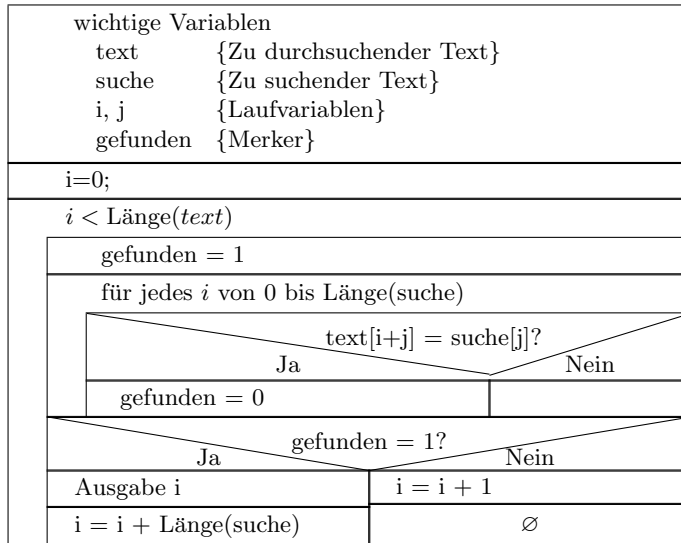 wichtige Variablen
text {Zu durchsuchender Text}
suche {Zu suchender Text}
i, j {Laufvariablen}
gefunden {Merker}
i=0;
i < Länge(text)
gefunden = 1
für jedes i von 0 bis Länge(suche)
text[i+j] = suche[j]?
Ja Nein
gefunden = 0
gefunden = 1?
Ja Nein
Ausgabe i i = i + 1
i = i + Länge(suche) ∅